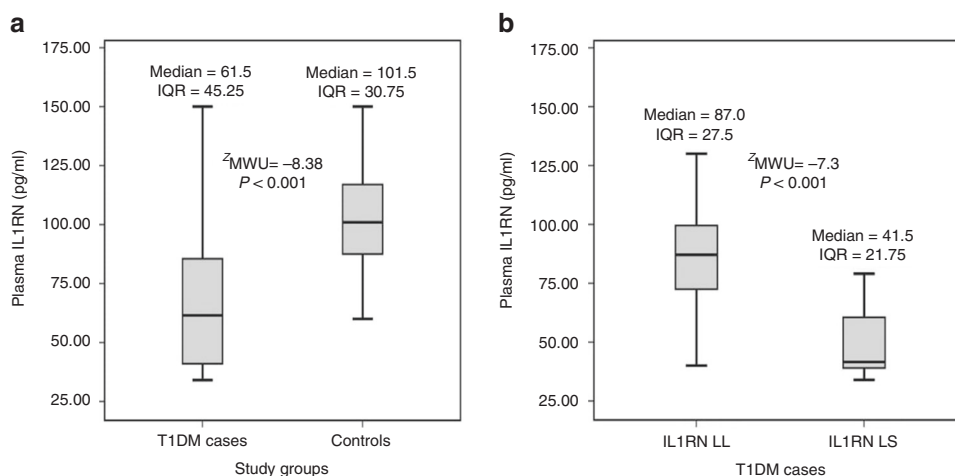 a
Plasma IL1RN (pg/ml)
175.00
150.00
125.00
100.00
75.00
50.00
25.00
Median = 61.5
IQR = 45.25
Median = 101.5
IQR = 30.75
ZMWU= –8.38
P < 0.001
T1DM cases
Controls
Study groups
b
Plasma IL1RN (pg/ml)
175.00
150.00
125.00
100.00
75.00
50.00
25.00
Median = 87.0
IQR = 27.5
ZMWU= –7.3
P < 0.001
Median = 41.5
IQR = 21.75
IL1RN LL
IL1RN LS
T1DM cases